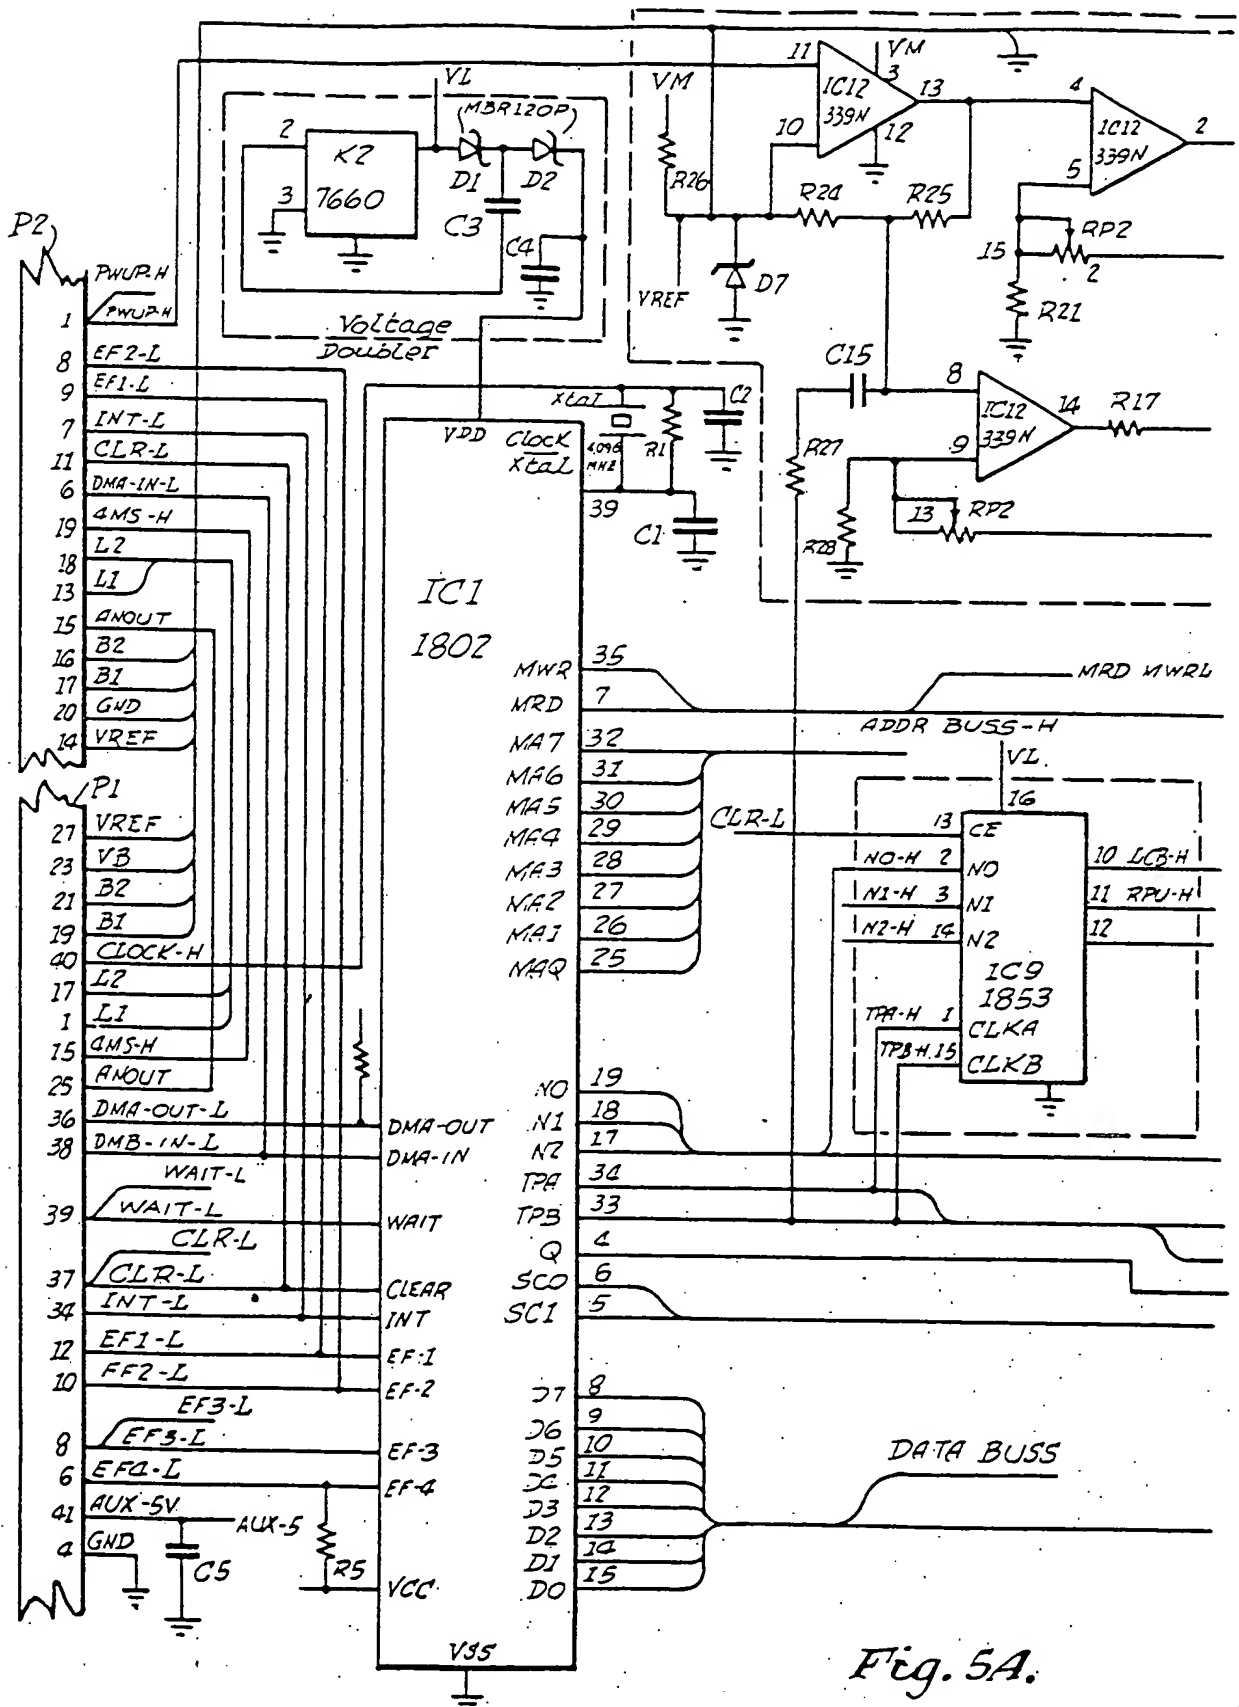 P2
PWUP-H
1 PWUP-H
8 EF2-L
9 EF1-L
7 INT-L
11 CLR-L
6 DMA-IN-L
19 4MS-H
18 L2
13 L1
15 ANOUT
16 B2
17 B1
20 GND
14 VREF
P1
27 VREF
23 VB
21 B2
19 B1
40 CLOCK-H
17 L2
1 L1
15 4MS-H
25 ANOUT
36 DMA-OUT-L
38 DMB-IN-L
WAIT-L
39 WAIT-L
CLR-L
37 CLR-L
34 INT-L
12 EF1-L
10 FF2-L
EF3-L
8 EF3-L
6 EF4-L
41 AUX-5V
AUX-5
4 GND
C5
R5
VL
MBR120P
2
K2
3
7660
D1
D2
C3
C4
Voltage
Doubler
VDD
CLOCK
Xtal
39
Xtal
4.096
MHZ
R1
C2
C1
IC1
1802
DMA-OUT
DMA-IN
WAIT
CLEAR
INT
EF-1
EF-2
EF-3
EF-4
VCC
VSS
MWR 35
MRD 7
MA7 32
MA6 31
MA5 30
MA4 29
MA3 28
MA2 27
MA1 26
MAQ 25
NO 19
N1 18
N2 17
TPA 34
TPB 33
Q 4
SCO 6
SC1 5
D7 8
D6 9
D5 10
D4 11
D3 12
D2 13
D1 14
DO 15
DATA BUSS
MRD MWRL
ADDR BUSS-H
VL
16
CLR-L 13 CE
NO-H 2 NO
N1-H 3 N1
N2-H 14 N2
IC9
1853
TPA-H 1 CLKA
TPB-H 15 CLKB
10 LCB-H
11 RPU-H
12
VM
R26
VREF
D7
11
10
IC12
339N
VM
3
12
13
R24
R25
4
5
IC12
339N
2
RP2
15
2
R21
C15
R27
8
9
IC12
339N
14
R17
R28
13
RP2
Fig. 5A.